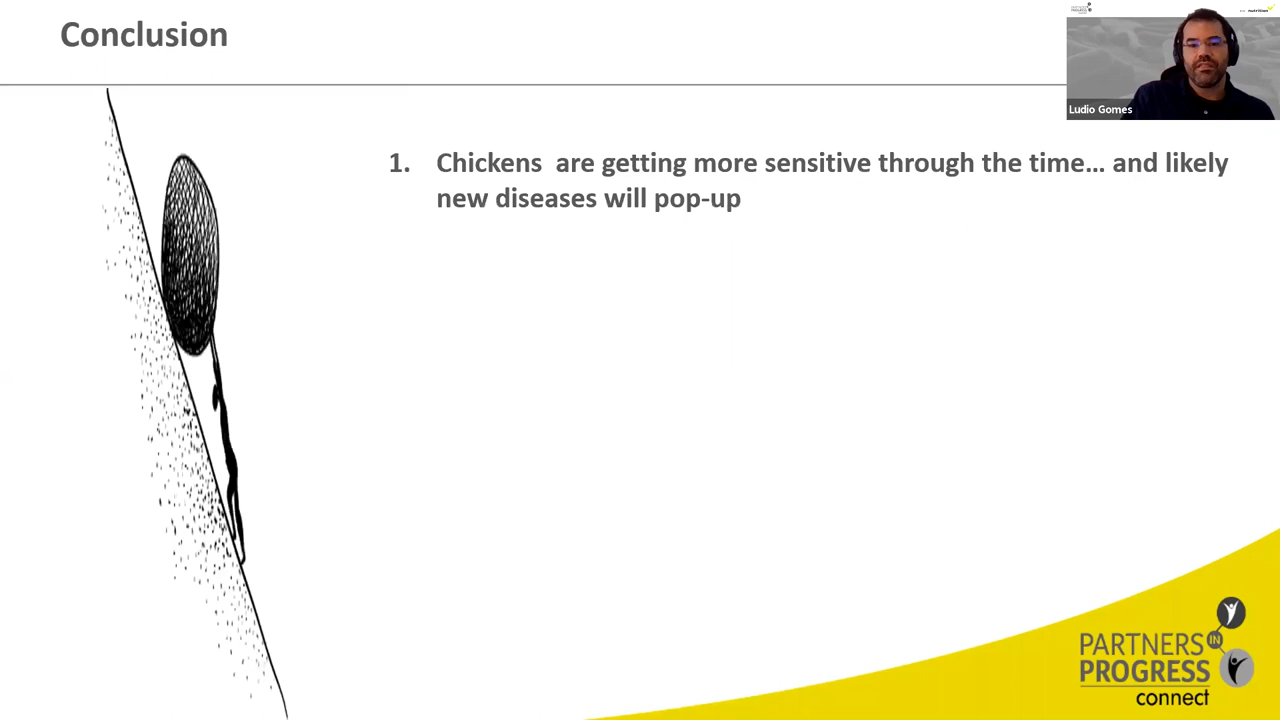 Conclusion
Ludio Gomes
1. Chickens  are getting more sensitive through the time… and likely
new diseases will pop-up
PARTNERS
IN
PROGRESS
connect